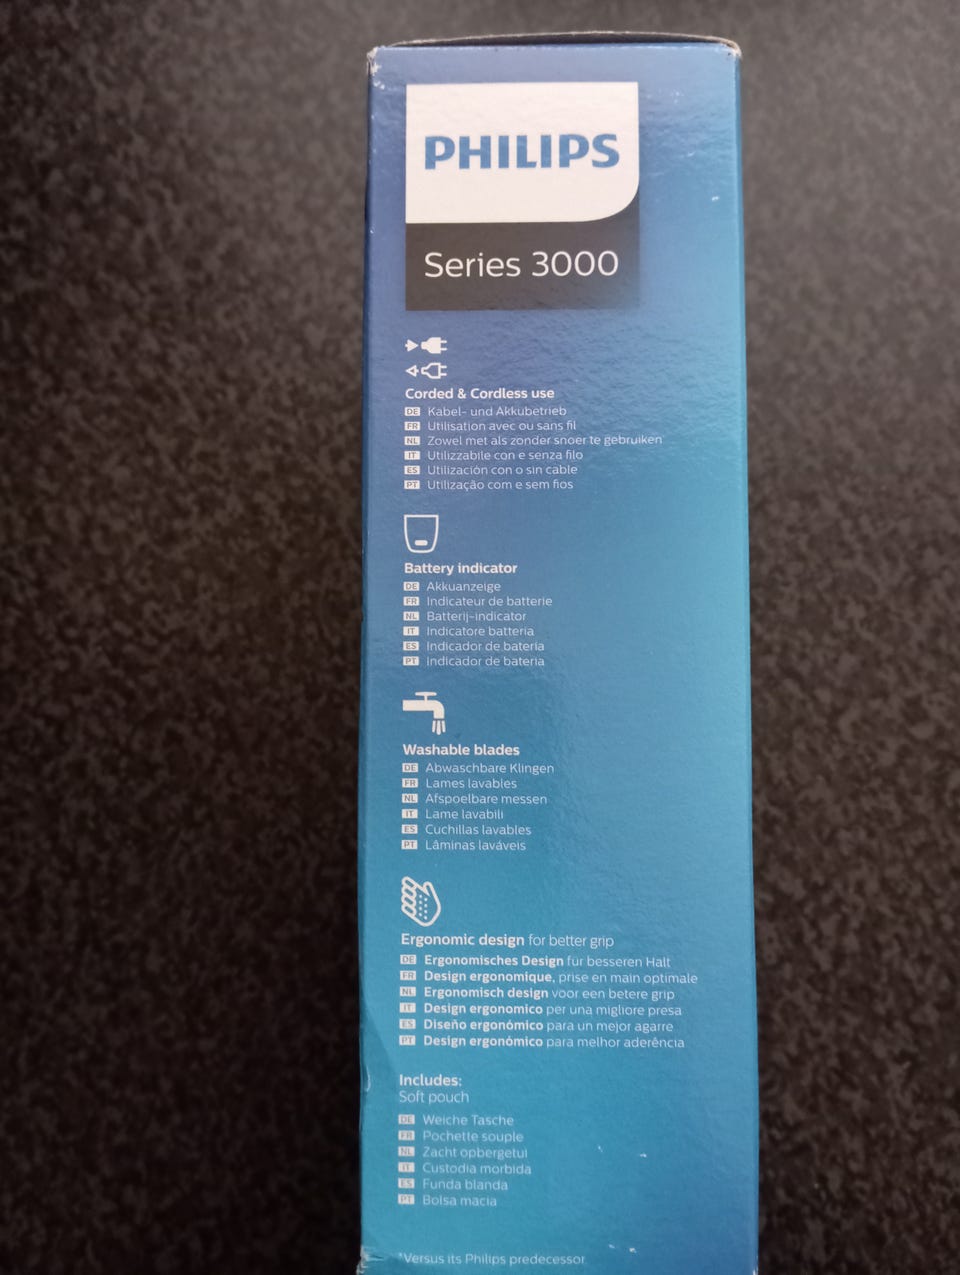 PHILIPS
Series 3000
Corded & Cordless use
DE Kabel- und Akkubetrieb
FR Utilisation avec ou sans fil
NL Zowel met als zonder snoer te gebruiken
IT Utilizzabile con e senza filo
ES Utilización con o sin cable
PT Utilização com e sem fios
Battery indicator
DE Akkuanzeige
FR Indicateur de batterie
NL Batterij-indicator
IT Indicatore batteria
ES Indicador de bateria
PT Indicador de bateria
Washable blades
DE Abwaschbare Klingen
FR Lames lavables
NL Afspoelbare messen
IT Lame lavabili
ES Cuchillas lavables
PT Lâminas laváveis
Ergonomic design for better grip
DE Ergonomisches Design für besseren Halt
FR Design ergonomique, prise en main optimale
NL Ergonomisch design voor een betere grip
IT Design ergonomico per una migliore presa
ES Diseño ergonómico para un mejor agarre
PT Design ergonómico para melhor aderência
Includes:
Soft pouch
DE Weiche Tasche
FR Pochette souple
NL Zacht opbergetui
IT Custodia morbida
ES Funda blanda
PT Bolsa macia
*Versus its Philips predecessor